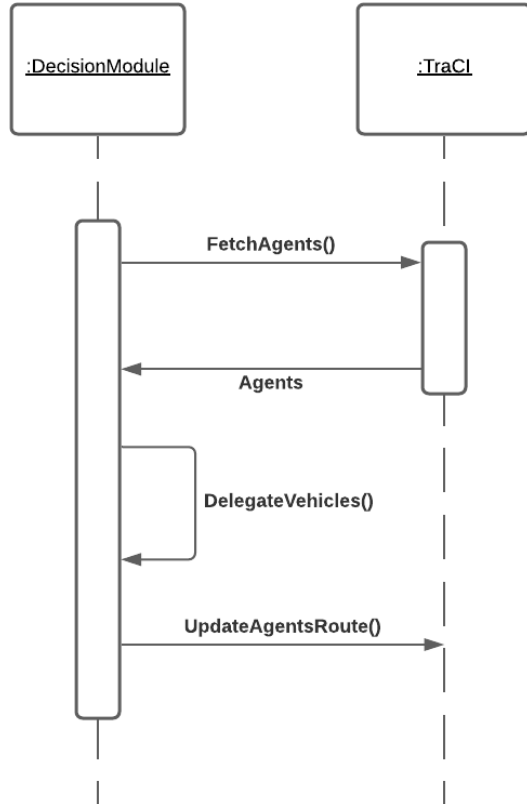 :DecisionModule
:TraCI
FetchAgents()
Agents
DelegateVehicles()
UpdateAgentsRoute()